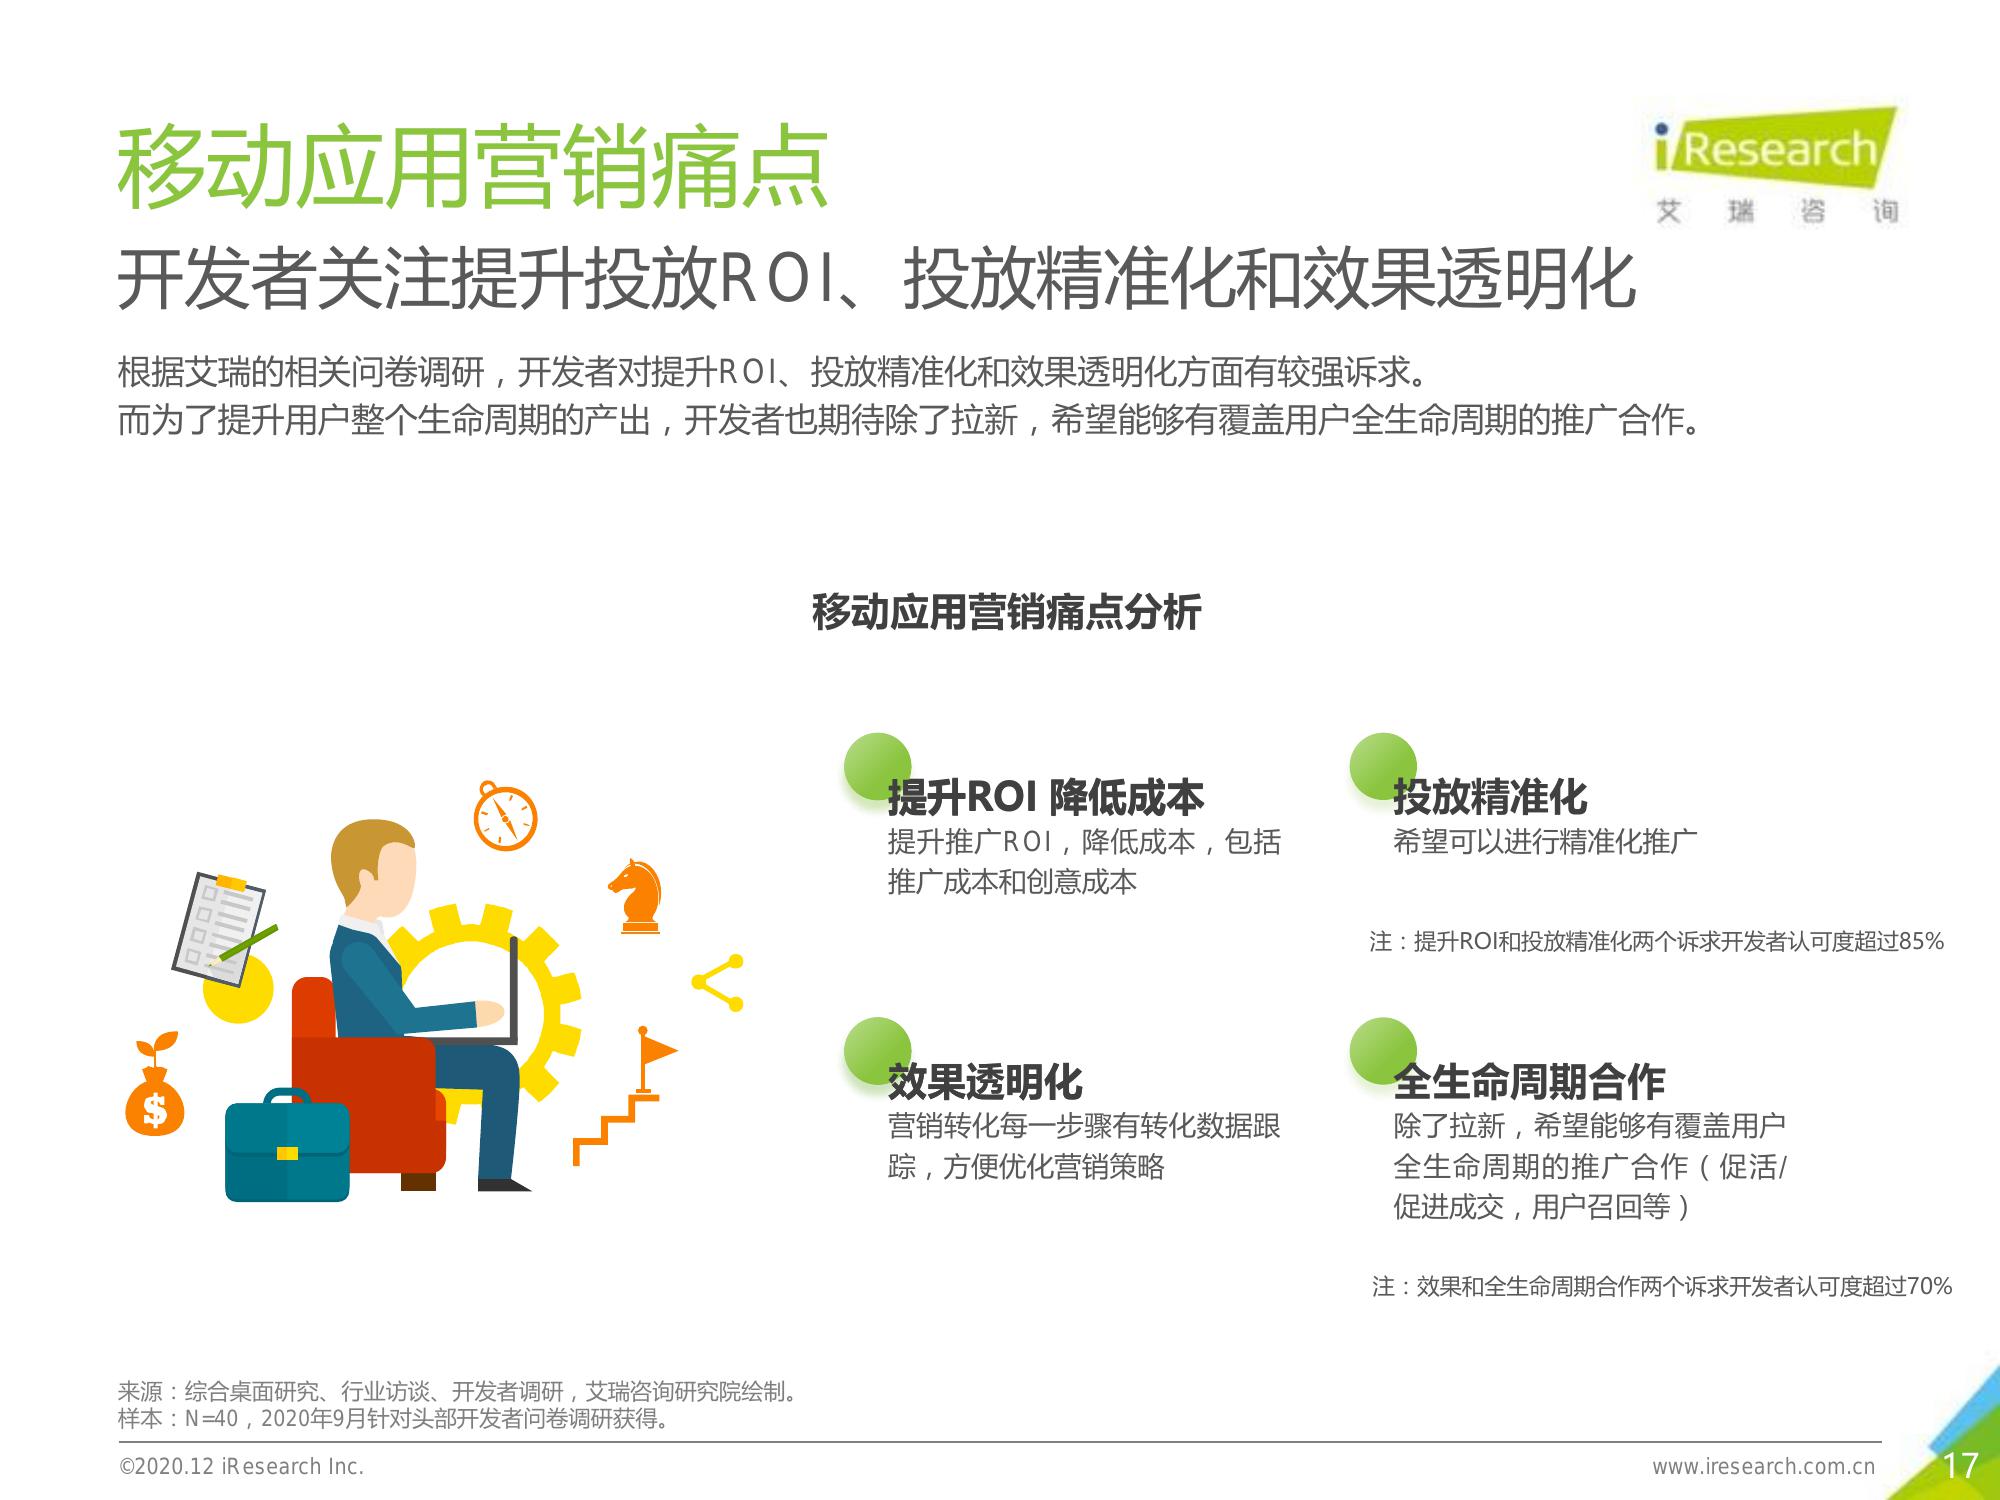 移动应用营销痛点
iResearch
艾瑞咨询
开发者关注提升投放ROI、投放精准化和效果透明化
根据艾瑞的相关问卷调研，开发者对提升ROI、投放精准化和效果透明化方面有较强诉求。
而为了提升用户整个生命周期的产出，开发者也期待除了拉新，希望能够有覆盖用户全生命周期的推广合作。
移动应用营销痛点分析
提升ROI 降低成本
提升推广ROI，降低成本，包括
推广成本和创意成本
投放精准化
希望可以进行精准化推广
注：提升ROI和投放精准化两个诉求开发者认可度超过85%
效果透明化
营销转化每一步骤有转化数据跟
踪，方便优化营销策略
全生命周期合作
除了拉新，希望能够有覆盖用户
全生命周期的推广合作（促活/
促进成交，用户召回等）
注：效果和全生命周期合作两个诉求开发者认可度超过70%
$
来源：综合桌面研究、行业访谈、开发者调研，艾瑞咨询研究院绘制。
样本：N=40，2020年9月针对头部开发者问卷调研获得。
©2020.12 iResearch Inc.
www.iresearch.com.cn
17